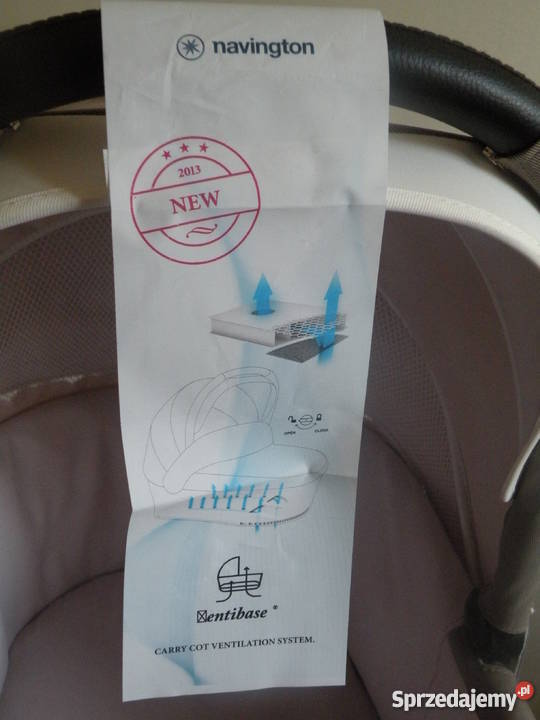 navington
2013
NEW
OPEN CLOSE
Ventibase®
CARRY COT VENTILATION SYSTEM.
Sprzedajemy.pl